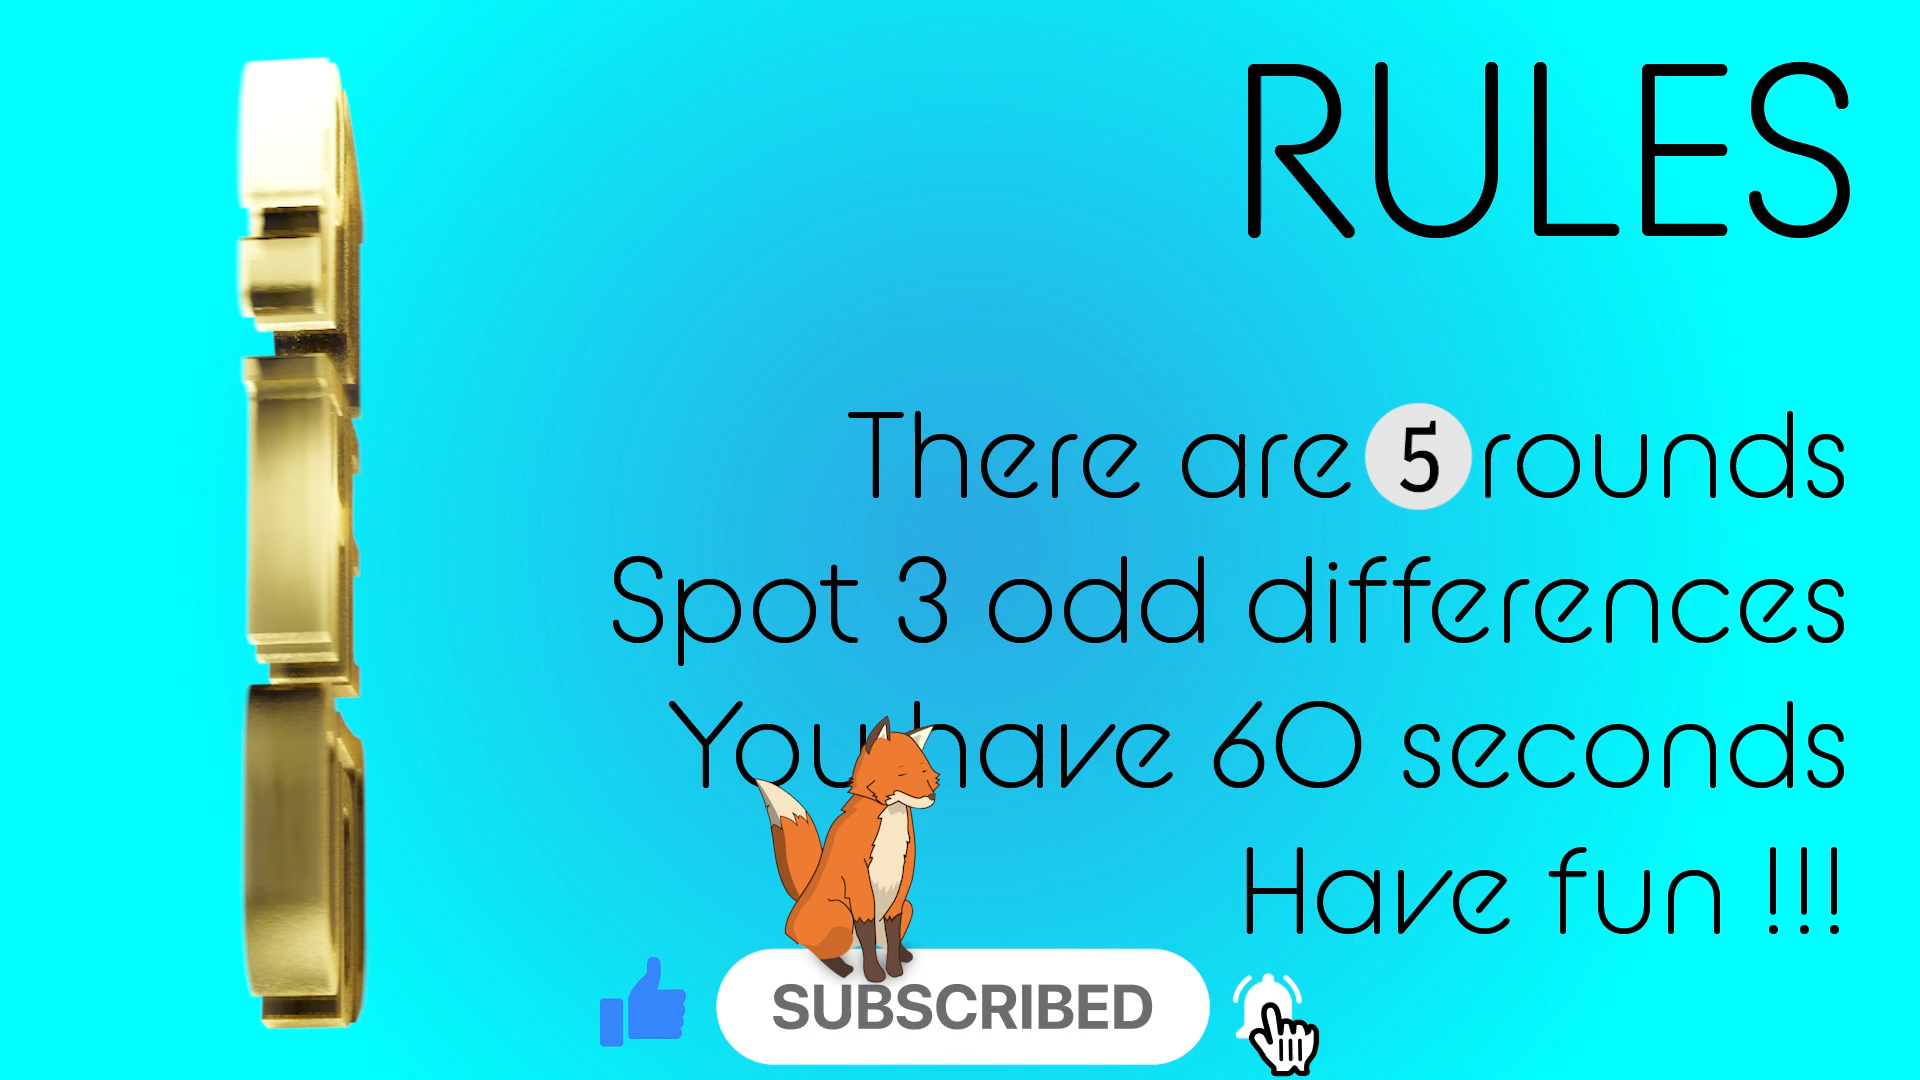 RULES
There are 5 rounds
Spot 3 odd differences
You have 60 seconds
Have fun !!!
SUBSCRIBED